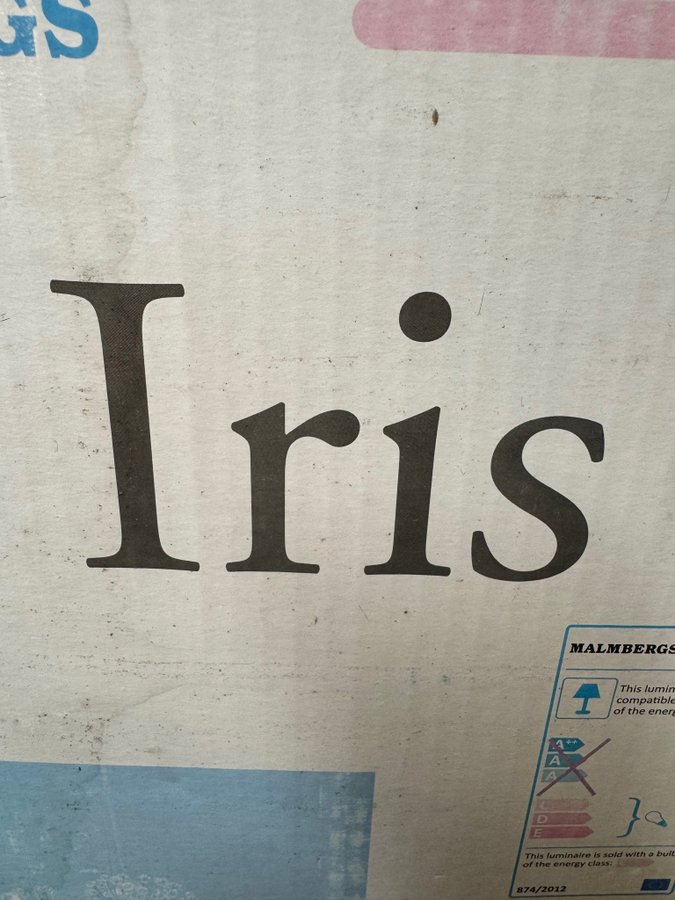 GS
Iris
MALMBERGS
This lumin
compatible
of the energ
A++
A
A
C
D
E
This luminaire is sold with a bulb
of the energy class:
874/2012